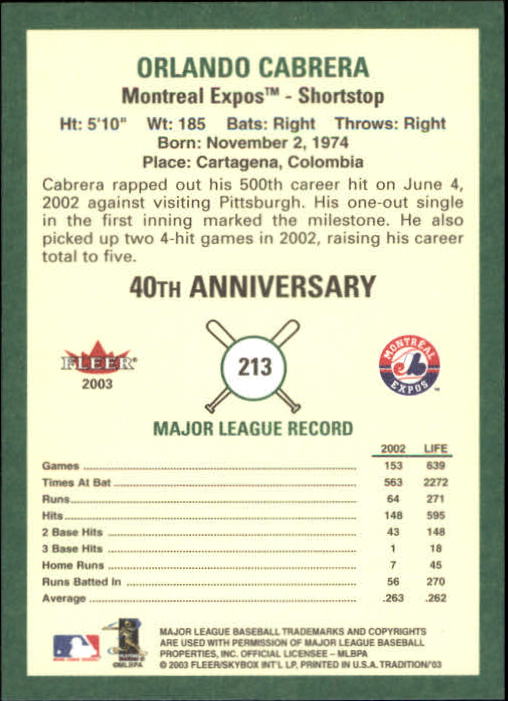 ORLANDO CABRERA
Montreal Expos™ - Shortstop
Ht: 5'10" Wt: 185 Bats: Right Throws: Right
Born: November 2, 1974
Place: Cartagena, Colombia
Cabrera rapped out his 500th career hit on June 4,
2002 against visiting Pittsburgh. His one-out single
in the first inning marked the milestone. He also
picked up two 4-hit games in 2002, raising his career
total to five.
40TH ANNIVERSARY
FLEER®
2003
213
MONTREAL
EXPOS
™
MAJOR LEAGUE RECORD
2002 LIFE
Games 153 639
Times At Bat 563 2272
Runs 64 271
Hits 148 595
2 Base Hits 43 148
3 Base Hits 1 18
Home Runs 7 45
Runs Batted In 56 270
Average .263 .262
©MLBPA
MAJOR LEAGUE BASEBALL TRADEMARKS AND COPYRIGHTS
ARE USED WITH PERMISSION OF MAJOR LEAGUE BASEBALL
PROPERTIES, INC. OFFICIAL LICENSEE – MLBPA
© 2003 FLEER/SKYBOX INT'L LP, PRINTED IN U.S.A. TRADITION/'03